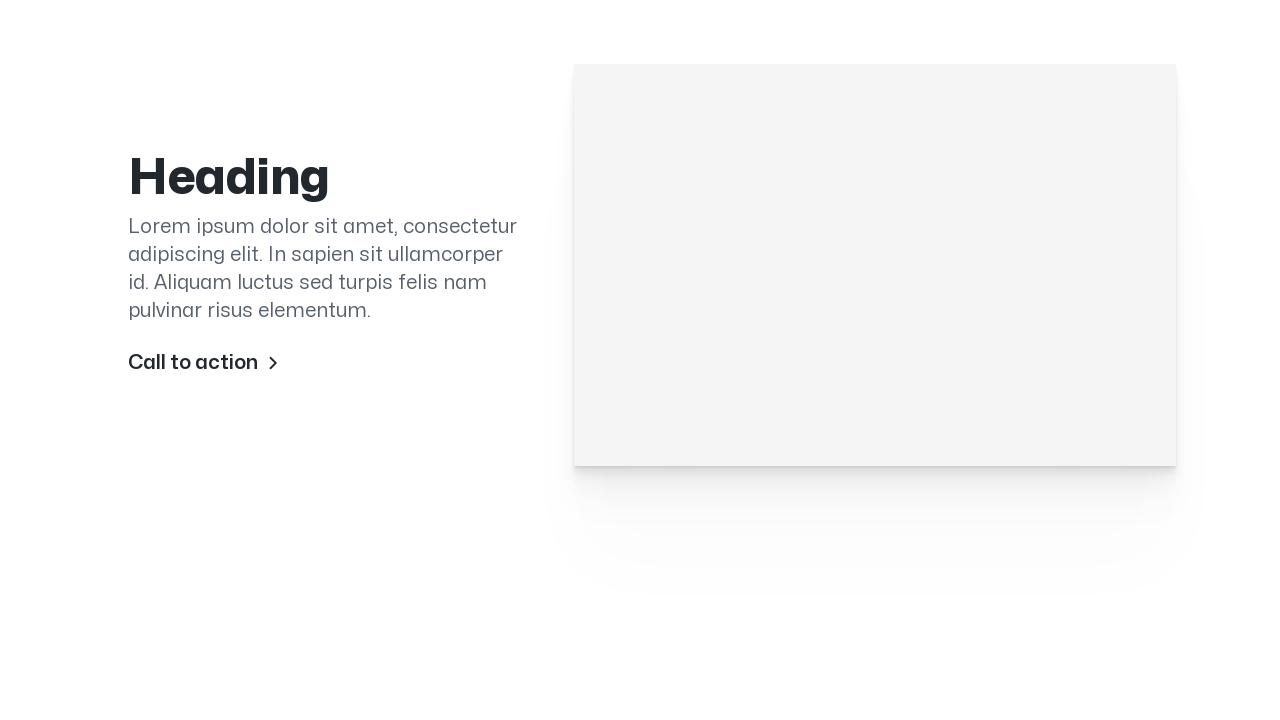 Heading
Lorem ipsum dolor sit amet, consectetur
adipiscing elit. In sapien sit ullamcorper
id. Aliquam luctus sed turpis felis nam
pulvinar risus elementum.
Call to action